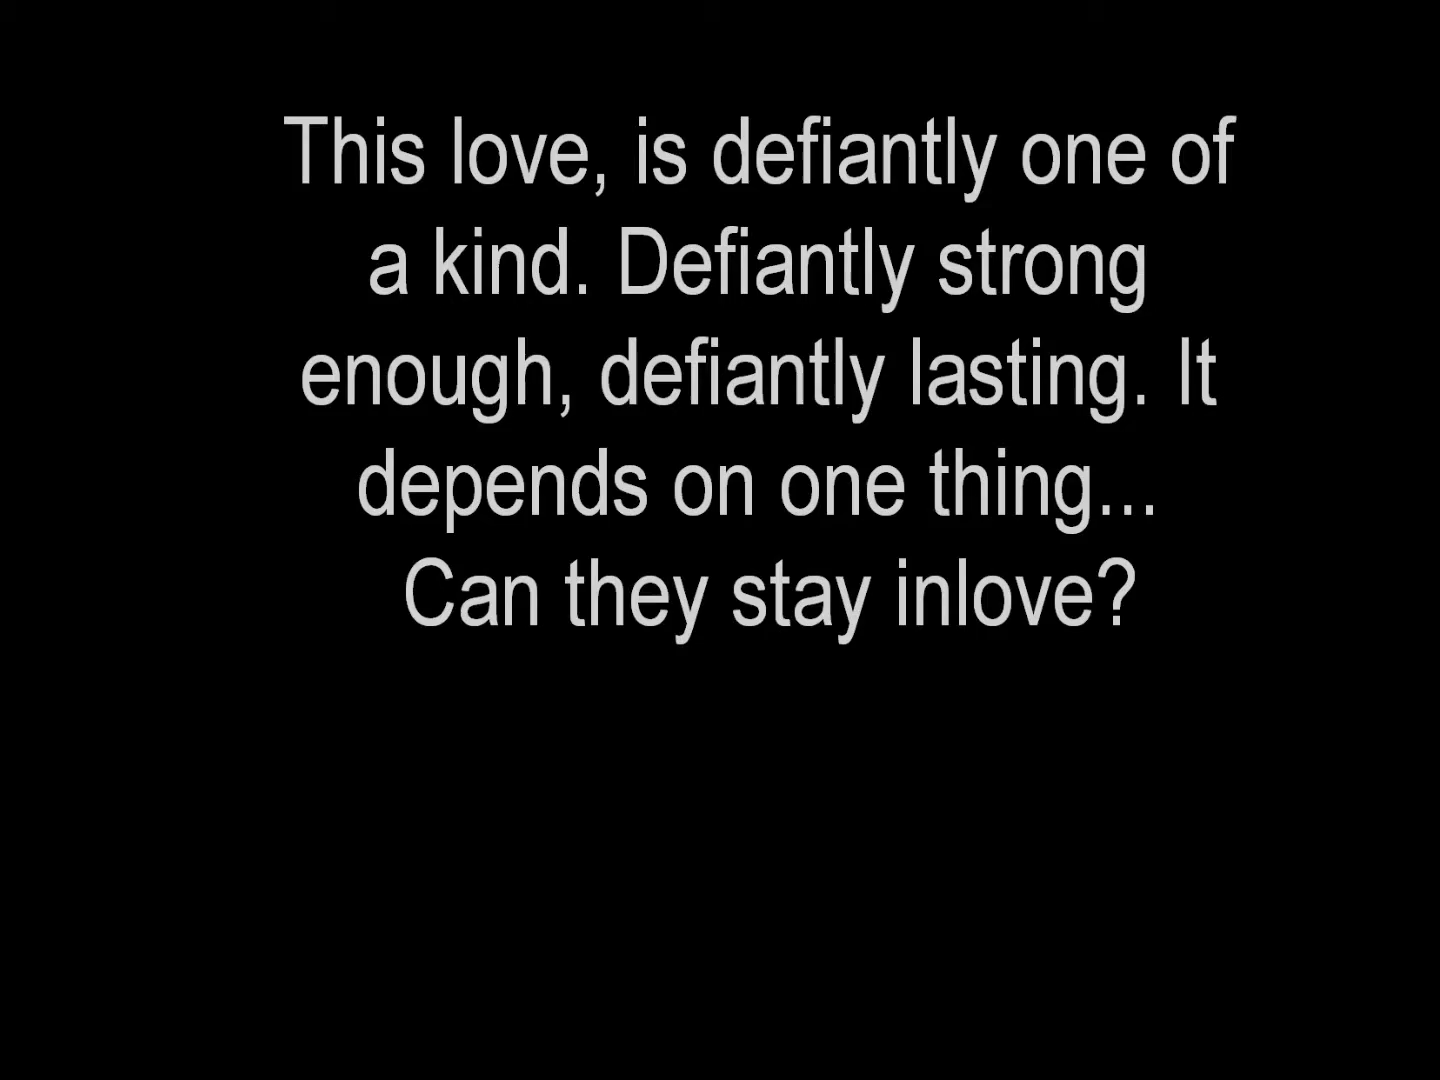 This love, is defiantly one of
a kind. Defiantly strong
enough, defiantly lasting. It
depends on one thing...
Can they stay inlove?